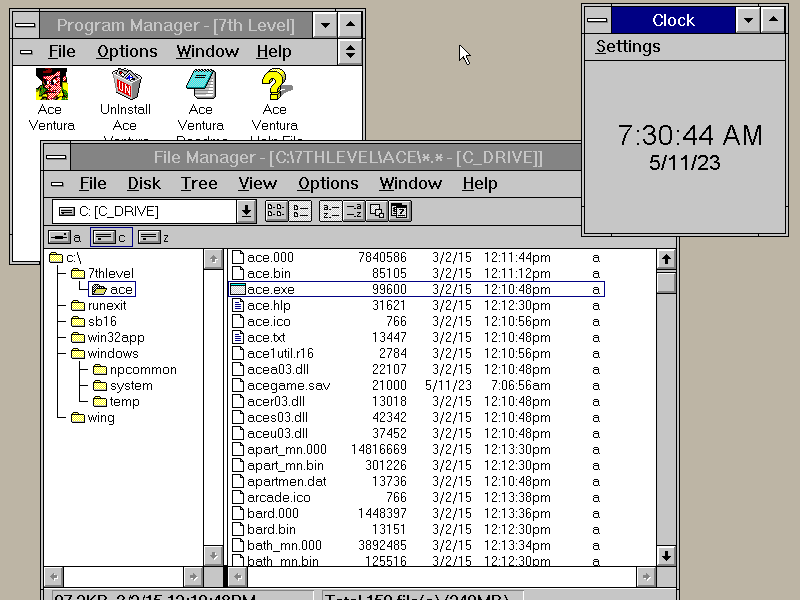 Program Manager - [7th Level]
File Options Window Help
Ace Ventura
UnInstall Ace
Ace Ventura
Ace Ventura
Clock
Settings
7:30:44 AM
5/11/23
File Manager - [C:\7THLEVEL\ACE\*.* - [C_DRIVE]]
File Disk Tree View Options Window Help
C: [C_DRIVE]
a c z
c:\
7thlevel
ace
runexit
sb16
win32app
windows
npcommon
system
temp
wing
ace.000 7840586 3/2/15 12:11:44pm a
ace.bin 85105 3/2/15 12:11:12pm a
ace.exe 99600 3/2/15 12:10:48pm a
ace.hlp 31621 3/2/15 12:12:30pm a
ace.ico 766 3/2/15 12:10:56pm a
ace.txt 13447 3/2/15 12:10:48pm a
ace1util.r16 2784 3/2/15 12:10:56pm a
acea03.dll 22107 3/2/15 12:10:48pm a
acegame.sav 21000 5/11/23 7:06:56am a
acer03.dll 13018 3/2/15 12:10:48pm a
aces03.dll 42342 3/2/15 12:10:48pm a
aceu03.dll 37452 3/2/15 12:10:48pm a
apart_mn.000 14816669 3/2/15 12:13:30pm a
apart_mn.bin 301226 3/2/15 12:12:30pm a
apartmen.dat 13736 3/2/15 12:10:48pm a
arcade.ico 766 3/2/15 12:13:38pm a
bard.000 1448397 3/2/15 12:13:36pm a
bard.bin 13151 3/2/15 12:12:30pm a
bath_mn.000 3892485 3/2/15 12:13:34pm a
bath_mn.bin 125516 3/2/15 12:12:30pm a
97.2KB, 3/2/15 12:10:48PM
Total 159 file(s) (249MB)